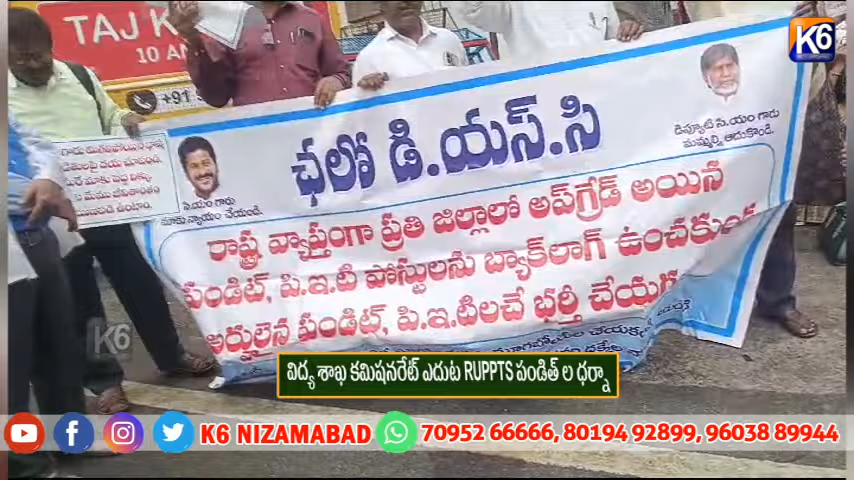 TAJ K
10 A
+91
K6
ఛలో డి.యస్.సి
డిప్యూటి సి.యం గారు
మమ్మల్ని ఆదుకోండి.
సి.యం గారు
మాకు న్యాయం చేయండి.
రాష్ట్ర వ్యాప్తంగా ప్రతి జిల్లాలో అప్‌గ్రేడ్ అయిన
పండిట్, పి.ఇ.టి పోస్టులను బ్యాక్‌లాగ్ ఉంచకుండ
అర్హులైన పండిట్, పి.ఇ.టిలచే భర్తీ చేయ
K6
విద్య శాఖ కమిషనరేట్ ఎదుట RUPPTS పండిత్ ల ధర్నా
K6 NIZAMABAD 70952 66666, 80194 92899, 96038 89944